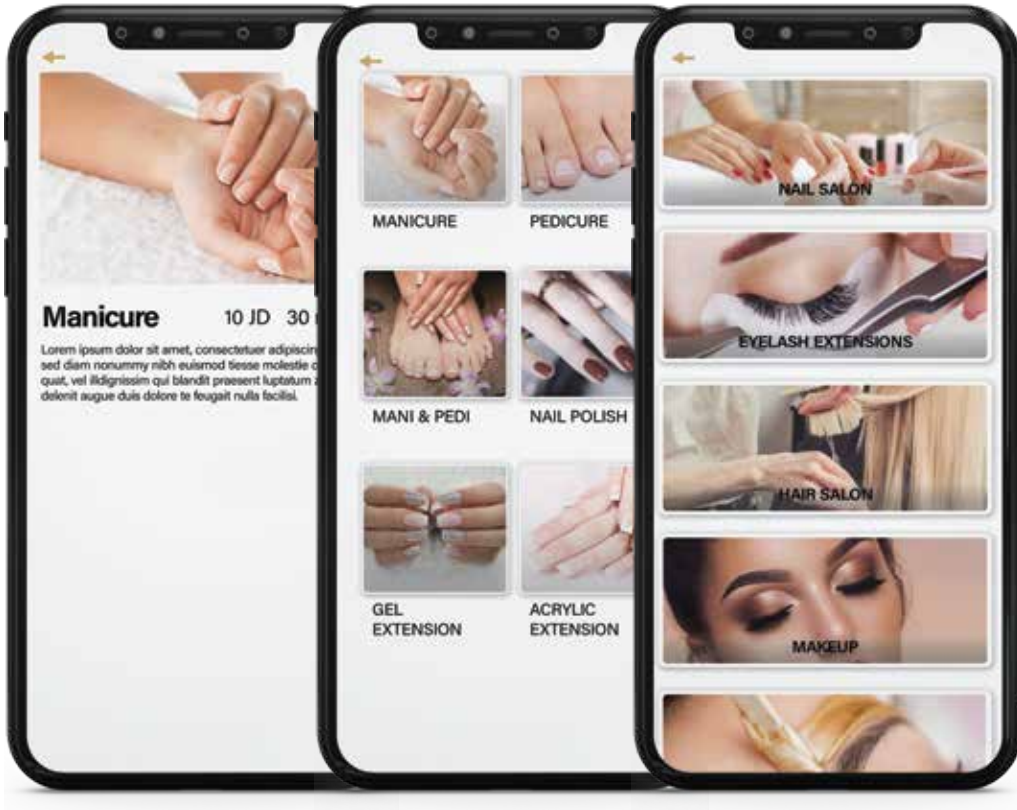 Manicure 10 JD 30
Lorem ipsum dolor sit amet, consectetuer adipiscin
sed diam nonummy nibh euismod tiesse molestie
quat, vel illdignissim qui blandit praesent luptatum
delenit augue duis dolore te feugait nulla facilisi.
MANICURE
PEDICURE
MANI & PEDI
NAIL POLISH
GEL
EXTENSION
ACRYLIC
EXTENSION
NAIL SALON
EYELASH EXTENSIONS
HAIR SALON
MAKEUP